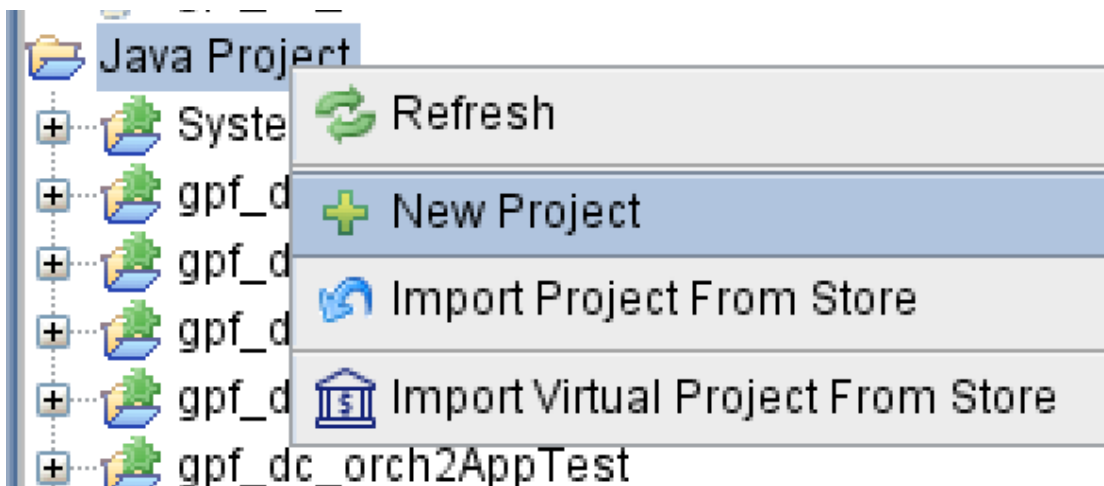 Java Project
Refresh
Syste
New Project
gpf_d
gpf_d
Import Project From Store
gpf_d
gpf_d
Import Virtual Project From Store
gpf_dc_orch2AppTest